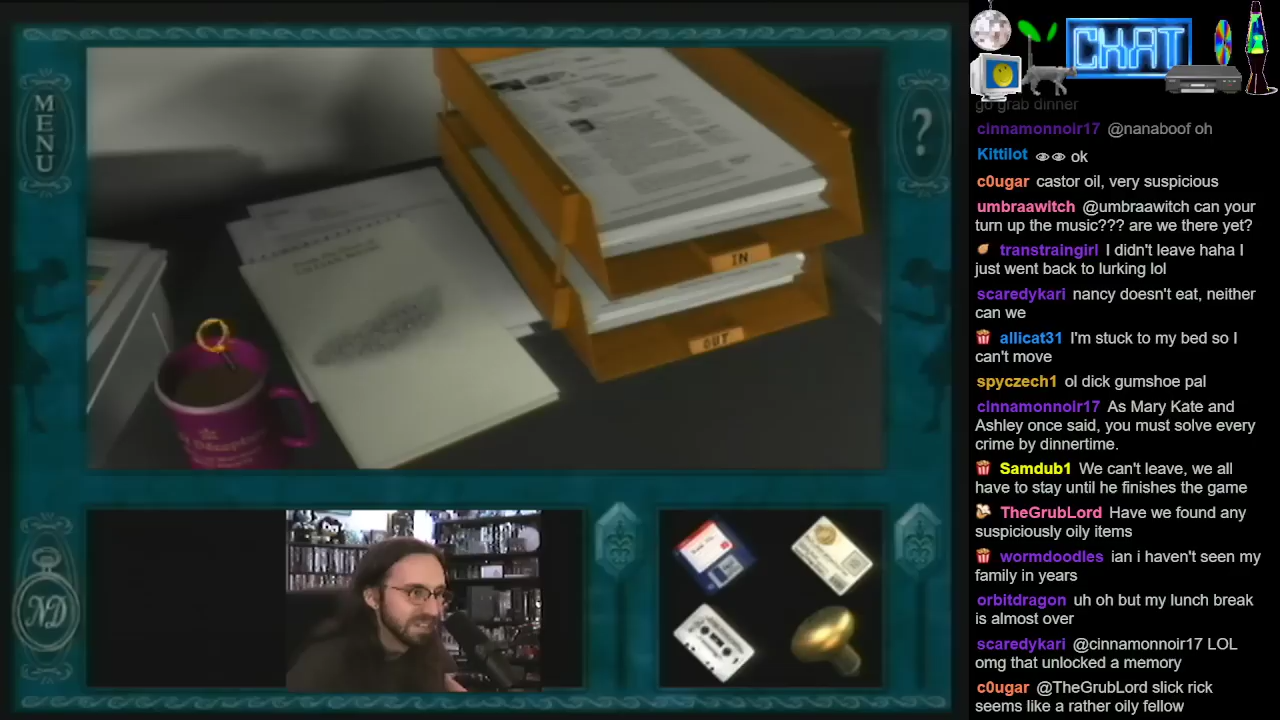 MENU
?
IN
OUT
ND
CHAT
go grab dinner
cinnamonnoir17 @nanaboof oh
Kittilot 👀👀 ok
c0ugar castor oil, very suspicious
umbraawitch @umbraawitch can your
turn up the music??? are we there yet?
transtraingirl I didn't leave haha I
just went back to lurking lol
scaredykari nancy doesn't eat, neither
can we
allicat31 I'm stuck to my bed so I
can't move
spyczech1 ol dick gumshoe pal
cinnamonnoir17 As Mary Kate and
Ashley once said, you must solve every
crime by dinnertime.
Samdub1 We can't leave, we all
have to stay until he finishes the game
TheGrubLord Have we found any
suspiciously oily items
wormdoodles ian i haven't seen my
family in years
orbitdragon uh oh but my lunch break
is almost over
scaredykari @cinnamonnoir17 LOL
omg that unlocked a memory
c0ugar @TheGrubLord slick rick
seems like a rather oily fellow